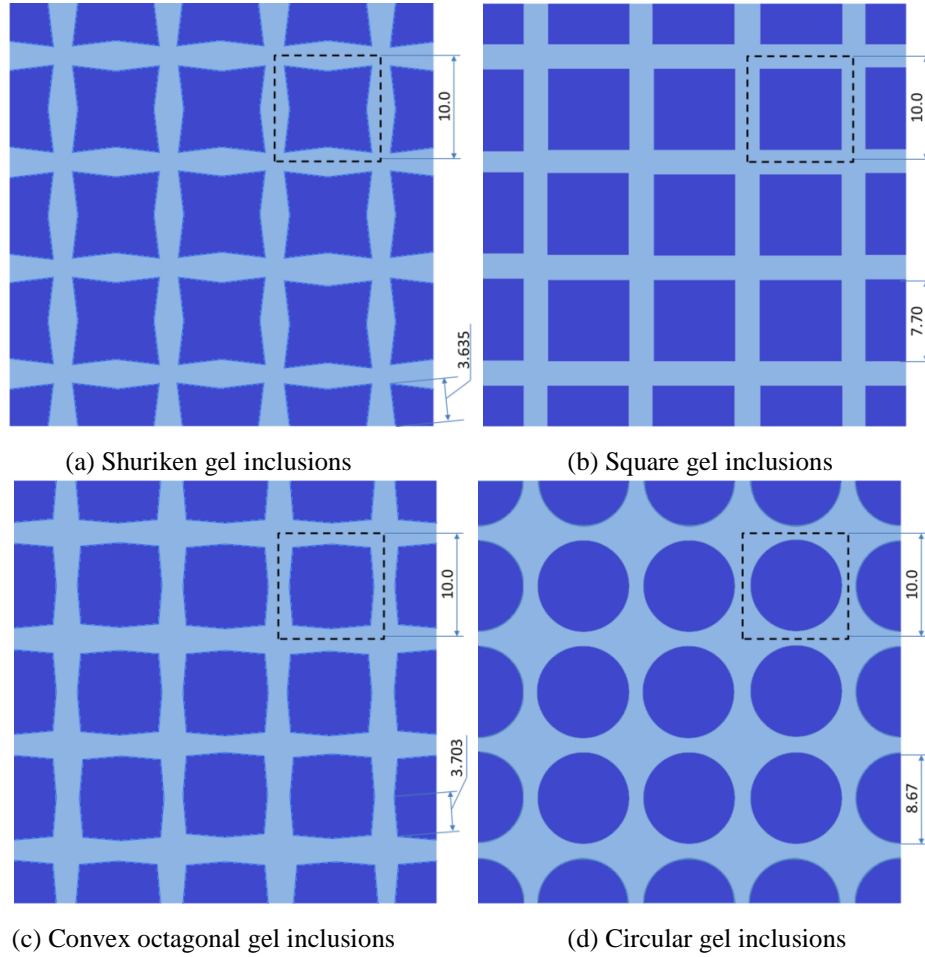 10.0
3.635
(a) Shuriken gel inclusions
10.0
7.70
(b) Square gel inclusions
10.0
3.703
(c) Convex octagonal gel inclusions
10.0
8.67
(d) Circular gel inclusions